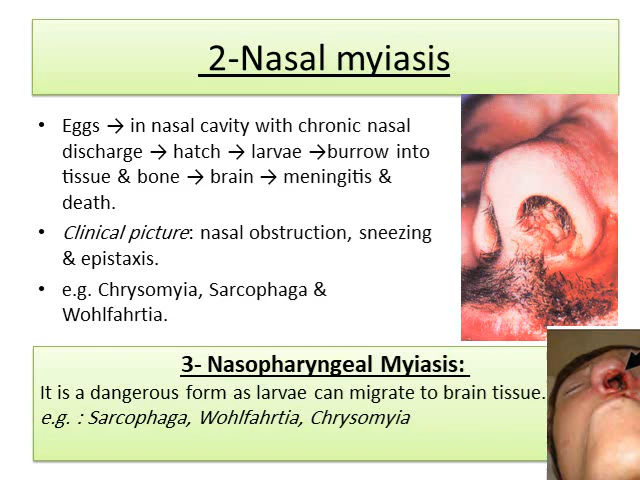 2-Nasal myiasis
• Eggs → in nasal cavity with chronic nasal
discharge → hatch → larvae →burrow into
tissue & bone → brain → meningitis &
death.
• Clinical picture: nasal obstruction, sneezing
& epistaxis.
• e.g. Chrysomyia, Sarcophaga &
Wohlfahrtia.
3- Nasopharyngeal Myiasis:
It is a dangerous form as larvae can migrate to brain tissue.
e.g. : Sarcophaga, Wohlfahrtia, Chrysomyia